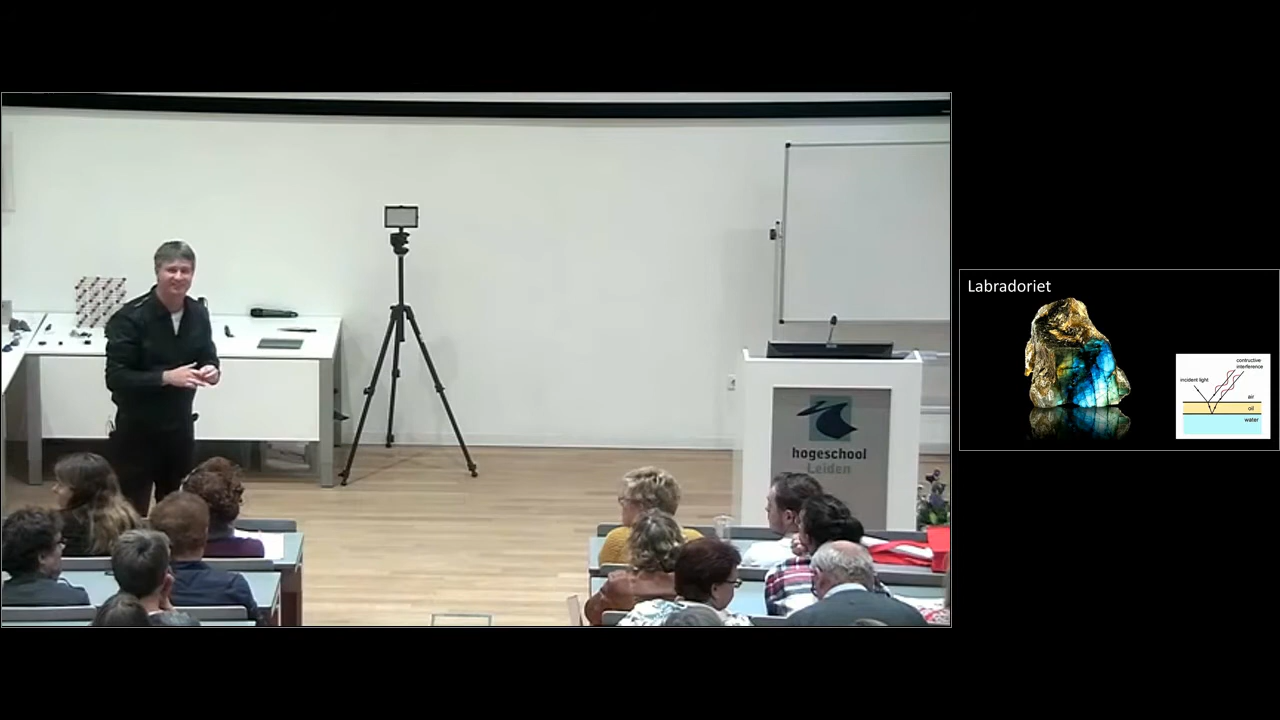 hogeschool
Leiden
Labradoriet
contructive
interference
incident light
air
oil
water